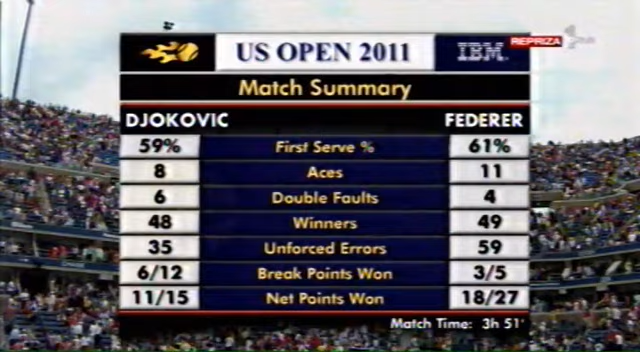 US OPEN 2011 IBM. REPRIZA
Match Summary
DJOKOVIC FEDERER
59% First Serve % 61%
8 Aces 11
6 Double Faults 4
48 Winners 49
35 Unforced Errors 59
6/12 Break Points Won 3/5
11/15 Net Points Won 18/27
Match Time: 3h 51'